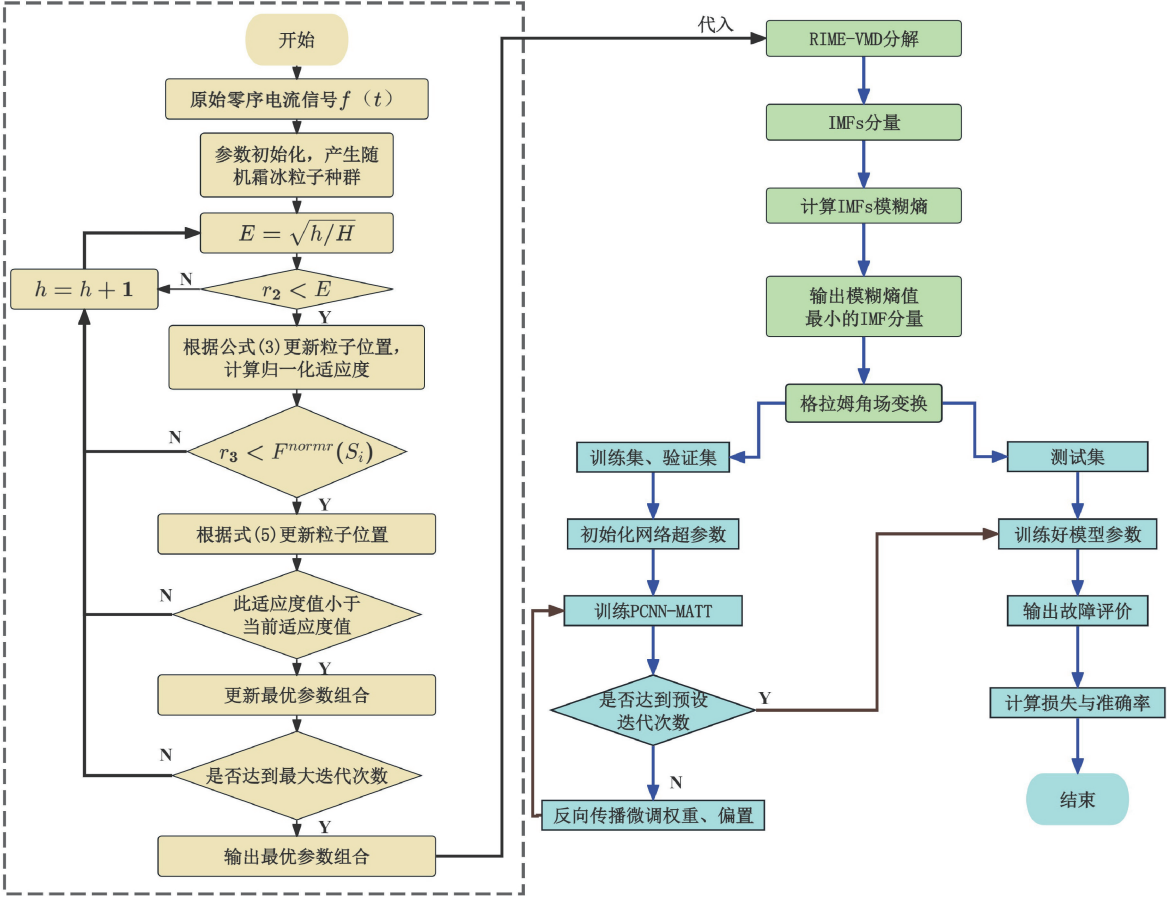 开始
原始零序电流信号f（t）
参数初始化，产生随
机霜冰粒子种群
E = √h/H
h = h + 1
N
r₂ < E
Y
根据公式(3)更新粒子位置，
计算归一化适应度
N
r₃ < F^normr(Sᵢ)
Y
根据式(5)更新粒子位置
N
此适应度值小于
当前适应度值
Y
更新最优参数组合
N
是否达到最大迭代次数
Y
输出最优参数组合
代入
RIME-VMD分解
IMFs分量
计算IMFs模糊熵
输出模糊熵值
最小的IMF分量
格拉姆角场变换
训练集、验证集
初始化网络超参数
训练PCNN-MATT
是否达到预设
迭代次数
Y
N
反向传播微调权重、偏置
测试集
训练好模型参数
输出故障评价
计算损失与准确率
结束